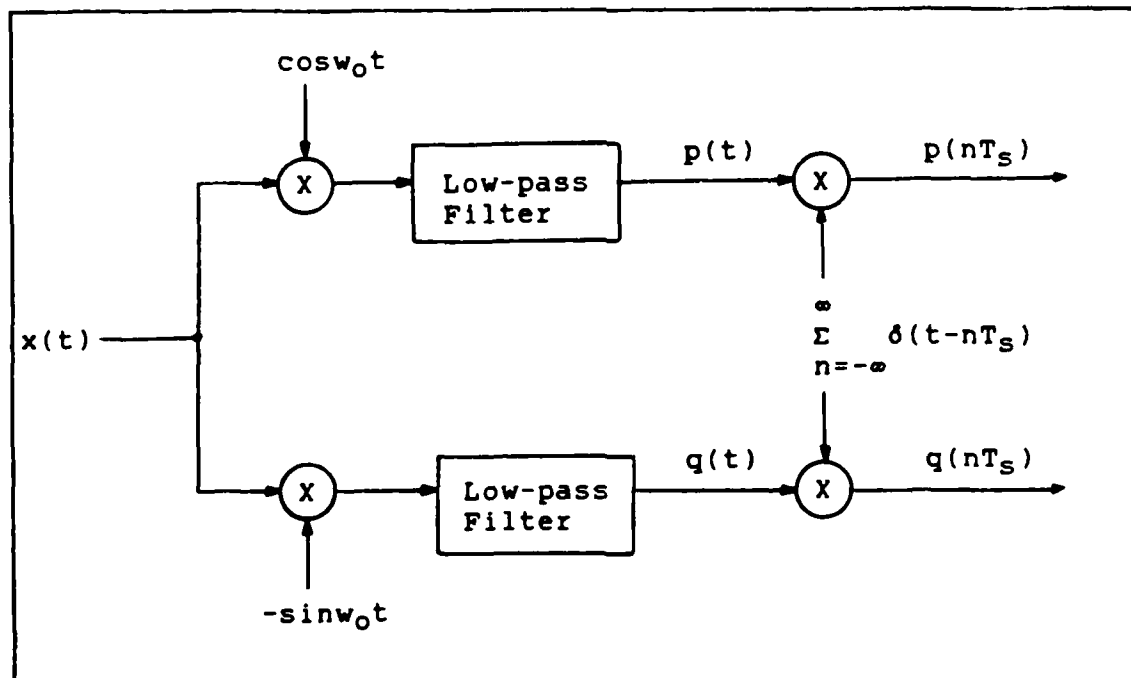 cosw₀t
X
Low-pass
Filter
p(t)
X
p(nTₛ)
x(t)
∞
Σ δ(t-nTₛ)
n=-∞
X
Low-pass
Filter
q(t)
X
q(nTₛ)
-sinw₀t